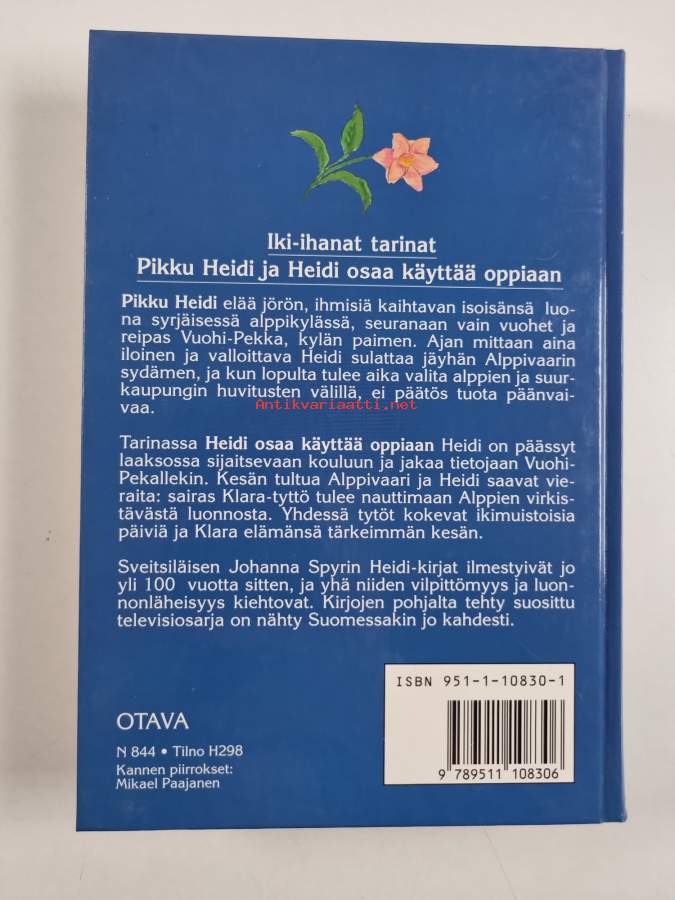 Iki-ihanat tarinat
Pikku Heidi ja Heidi osaa käyttää oppiaan
Pikku Heidi elää jörön, ihmisiä kaihtavan isoisänsä luo-
na syrjäisessä alppikylässä, seuranaan vain vuohet ja
reipas Vuohi-Pekka, kylän paimen. Ajan mittaan aina
iloinen ja valloittava Heidi sulattaa jäyhän Alppivaarin
sydämen, ja kun lopulta tulee aika valita alppien ja suur-
kaupungin huvitusten välillä, ei päätös tuota päänvai-
vaa.
Antikvariaatti.net
Tarinassa Heidi osaa käyttää oppiaan Heidi on päässyt
laaksossa sijaitsevaan kouluun ja jakaa tietojaan Vuohi-
Pekallekin. Kesän tultua Alppivaari ja Heidi saavat vie-
raita: sairas Klara-tyttö tulee nauttimaan Alppien virkis-
tävästä luonnosta. Yhdessä tytöt kokevat ikimuistoisia
päiviä ja Klara elämänsä tärkeimmän kesän.
Sveitsiläisen Johanna Spyrin Heidi-kirjat ilmestyivät jo
yli 100 vuotta sitten, ja yhä niiden vilpittömyys ja luon-
nonläheisyys kiehtovat. Kirjojen pohjalta tehty suosittu
televisiosarja on nähty Suomessakin jo kahdesti.
ISBN 951-1-10830-1
9 789511 108306
OTAVA
N 844 • Tilno H298
Kannen piirrokset:
Mikael Paajanen